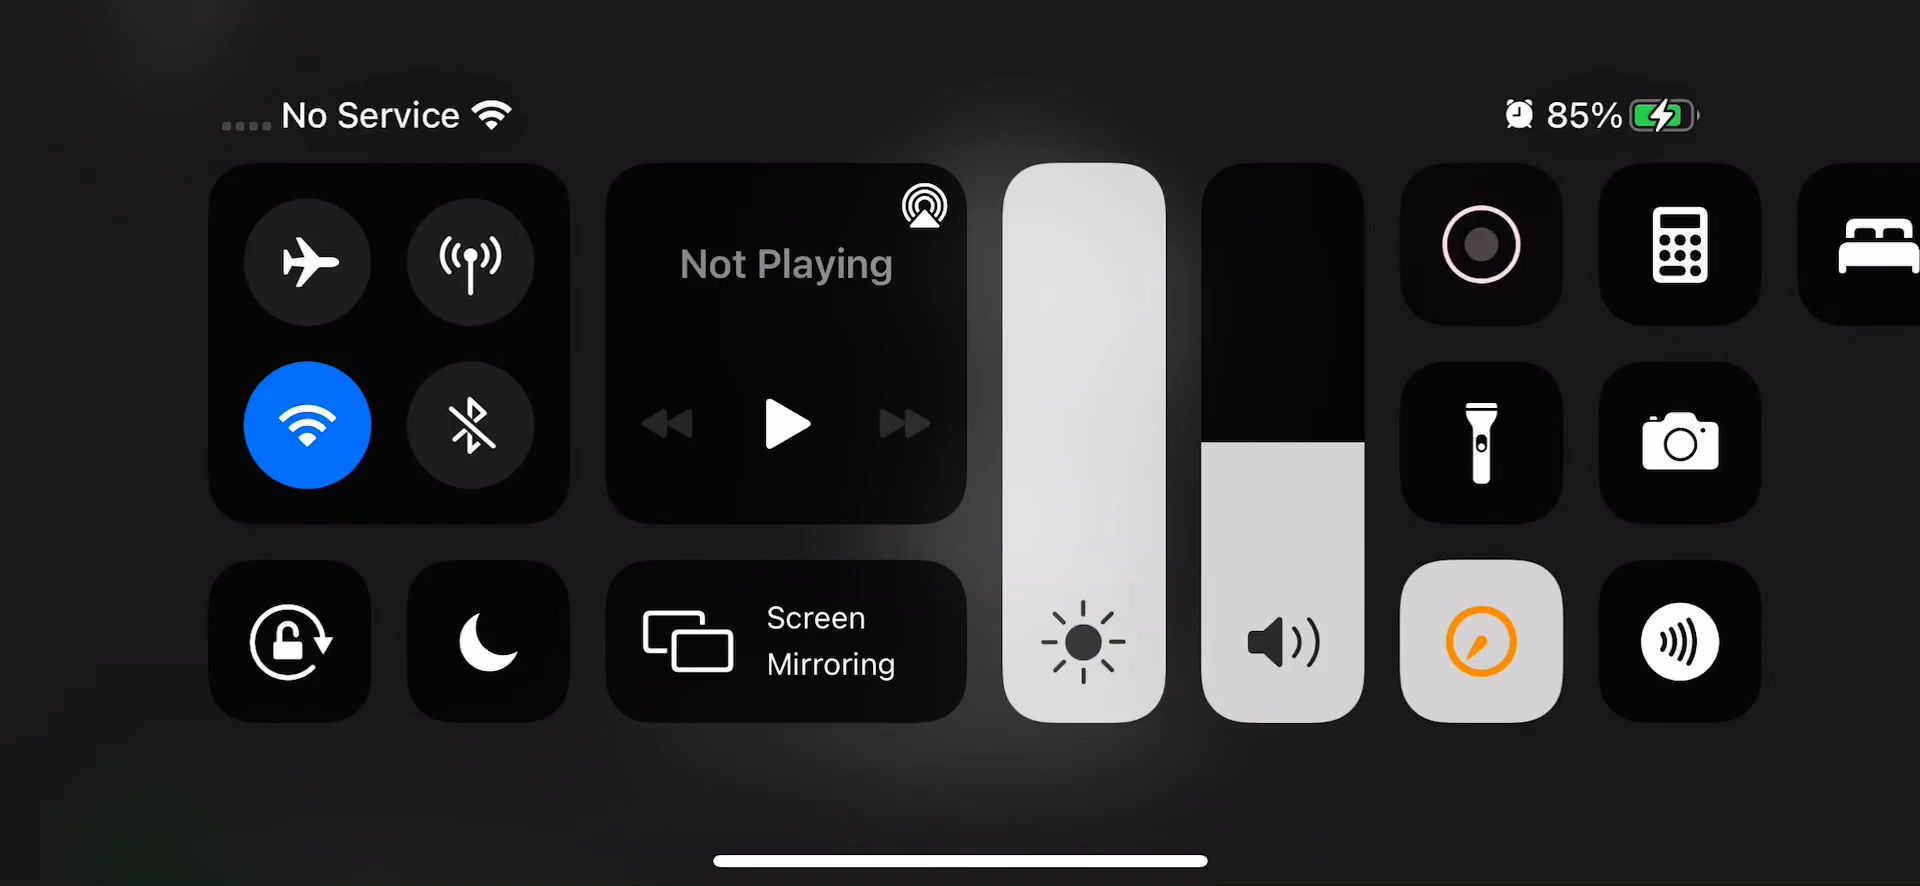 No Service
85%
Not Playing
Screen
Mirroring